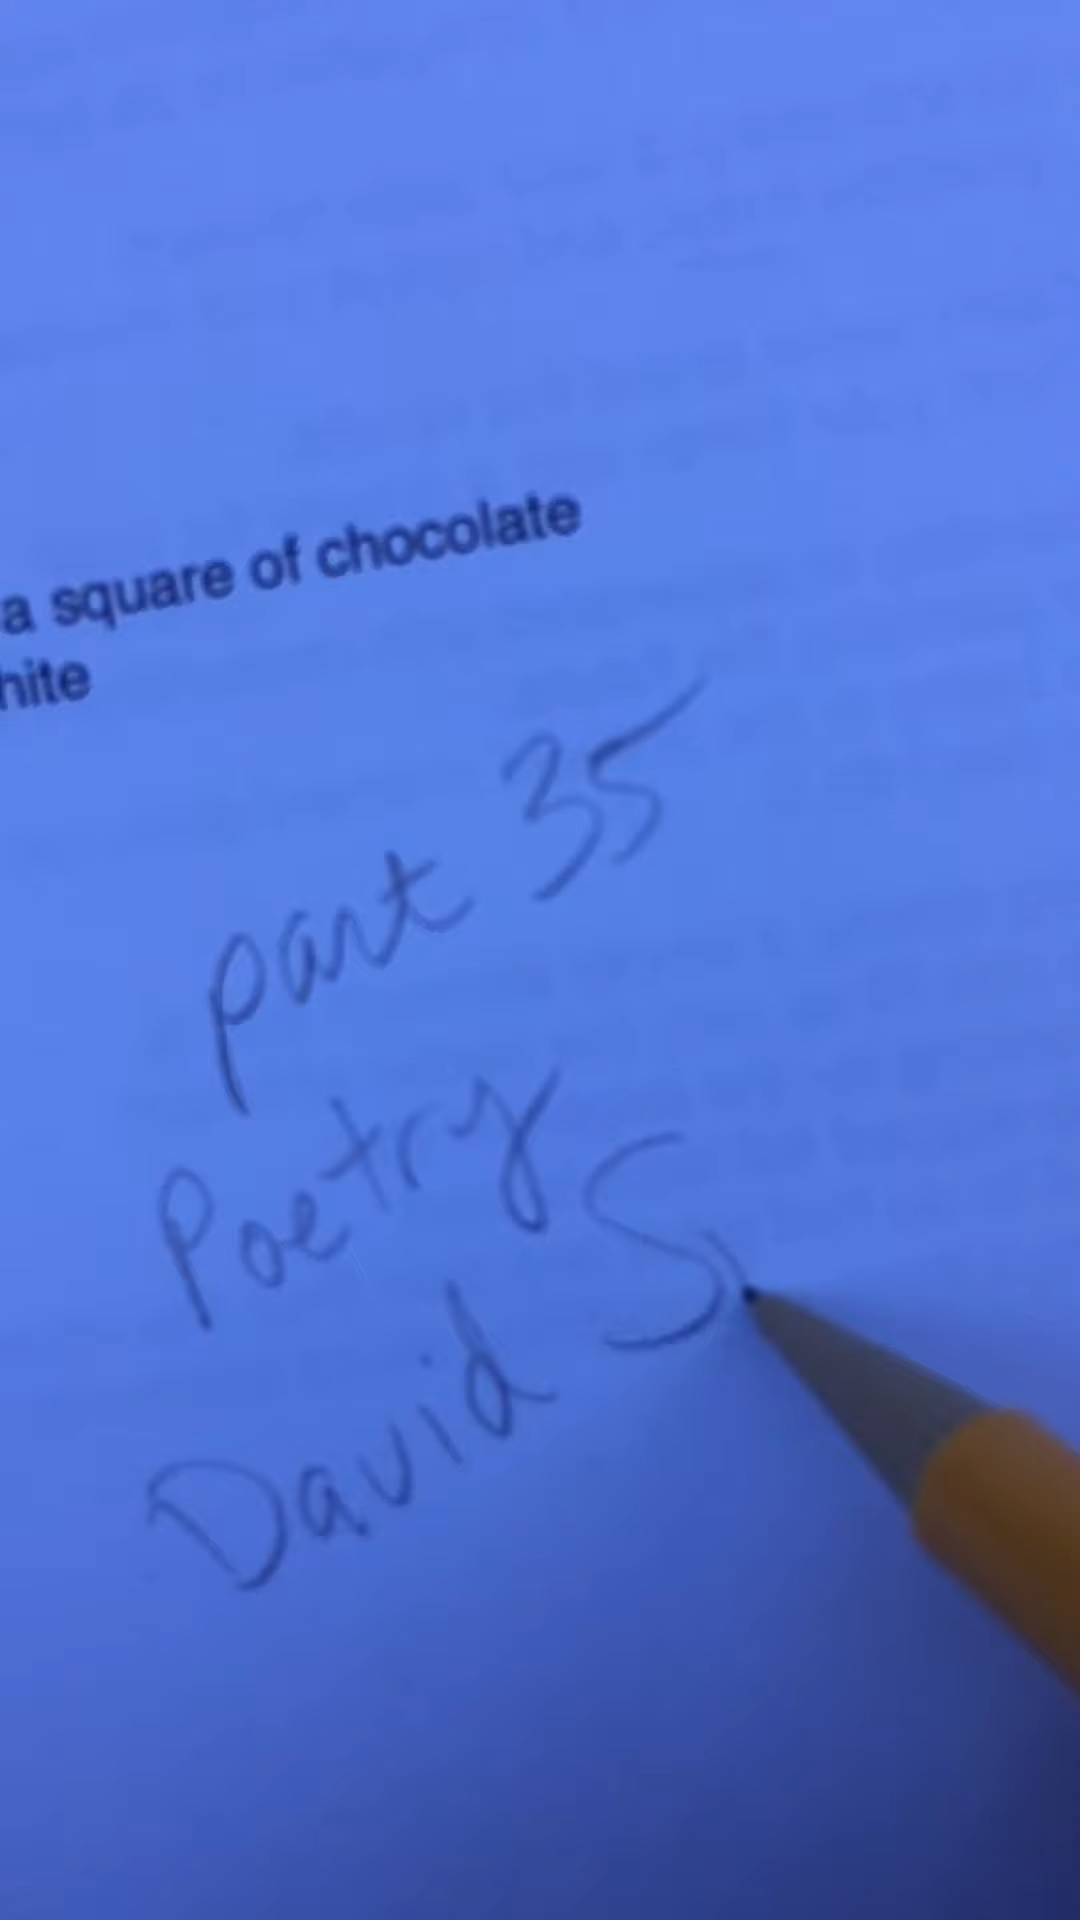 a square of chocolate
hite
part 35
Poetry
David S